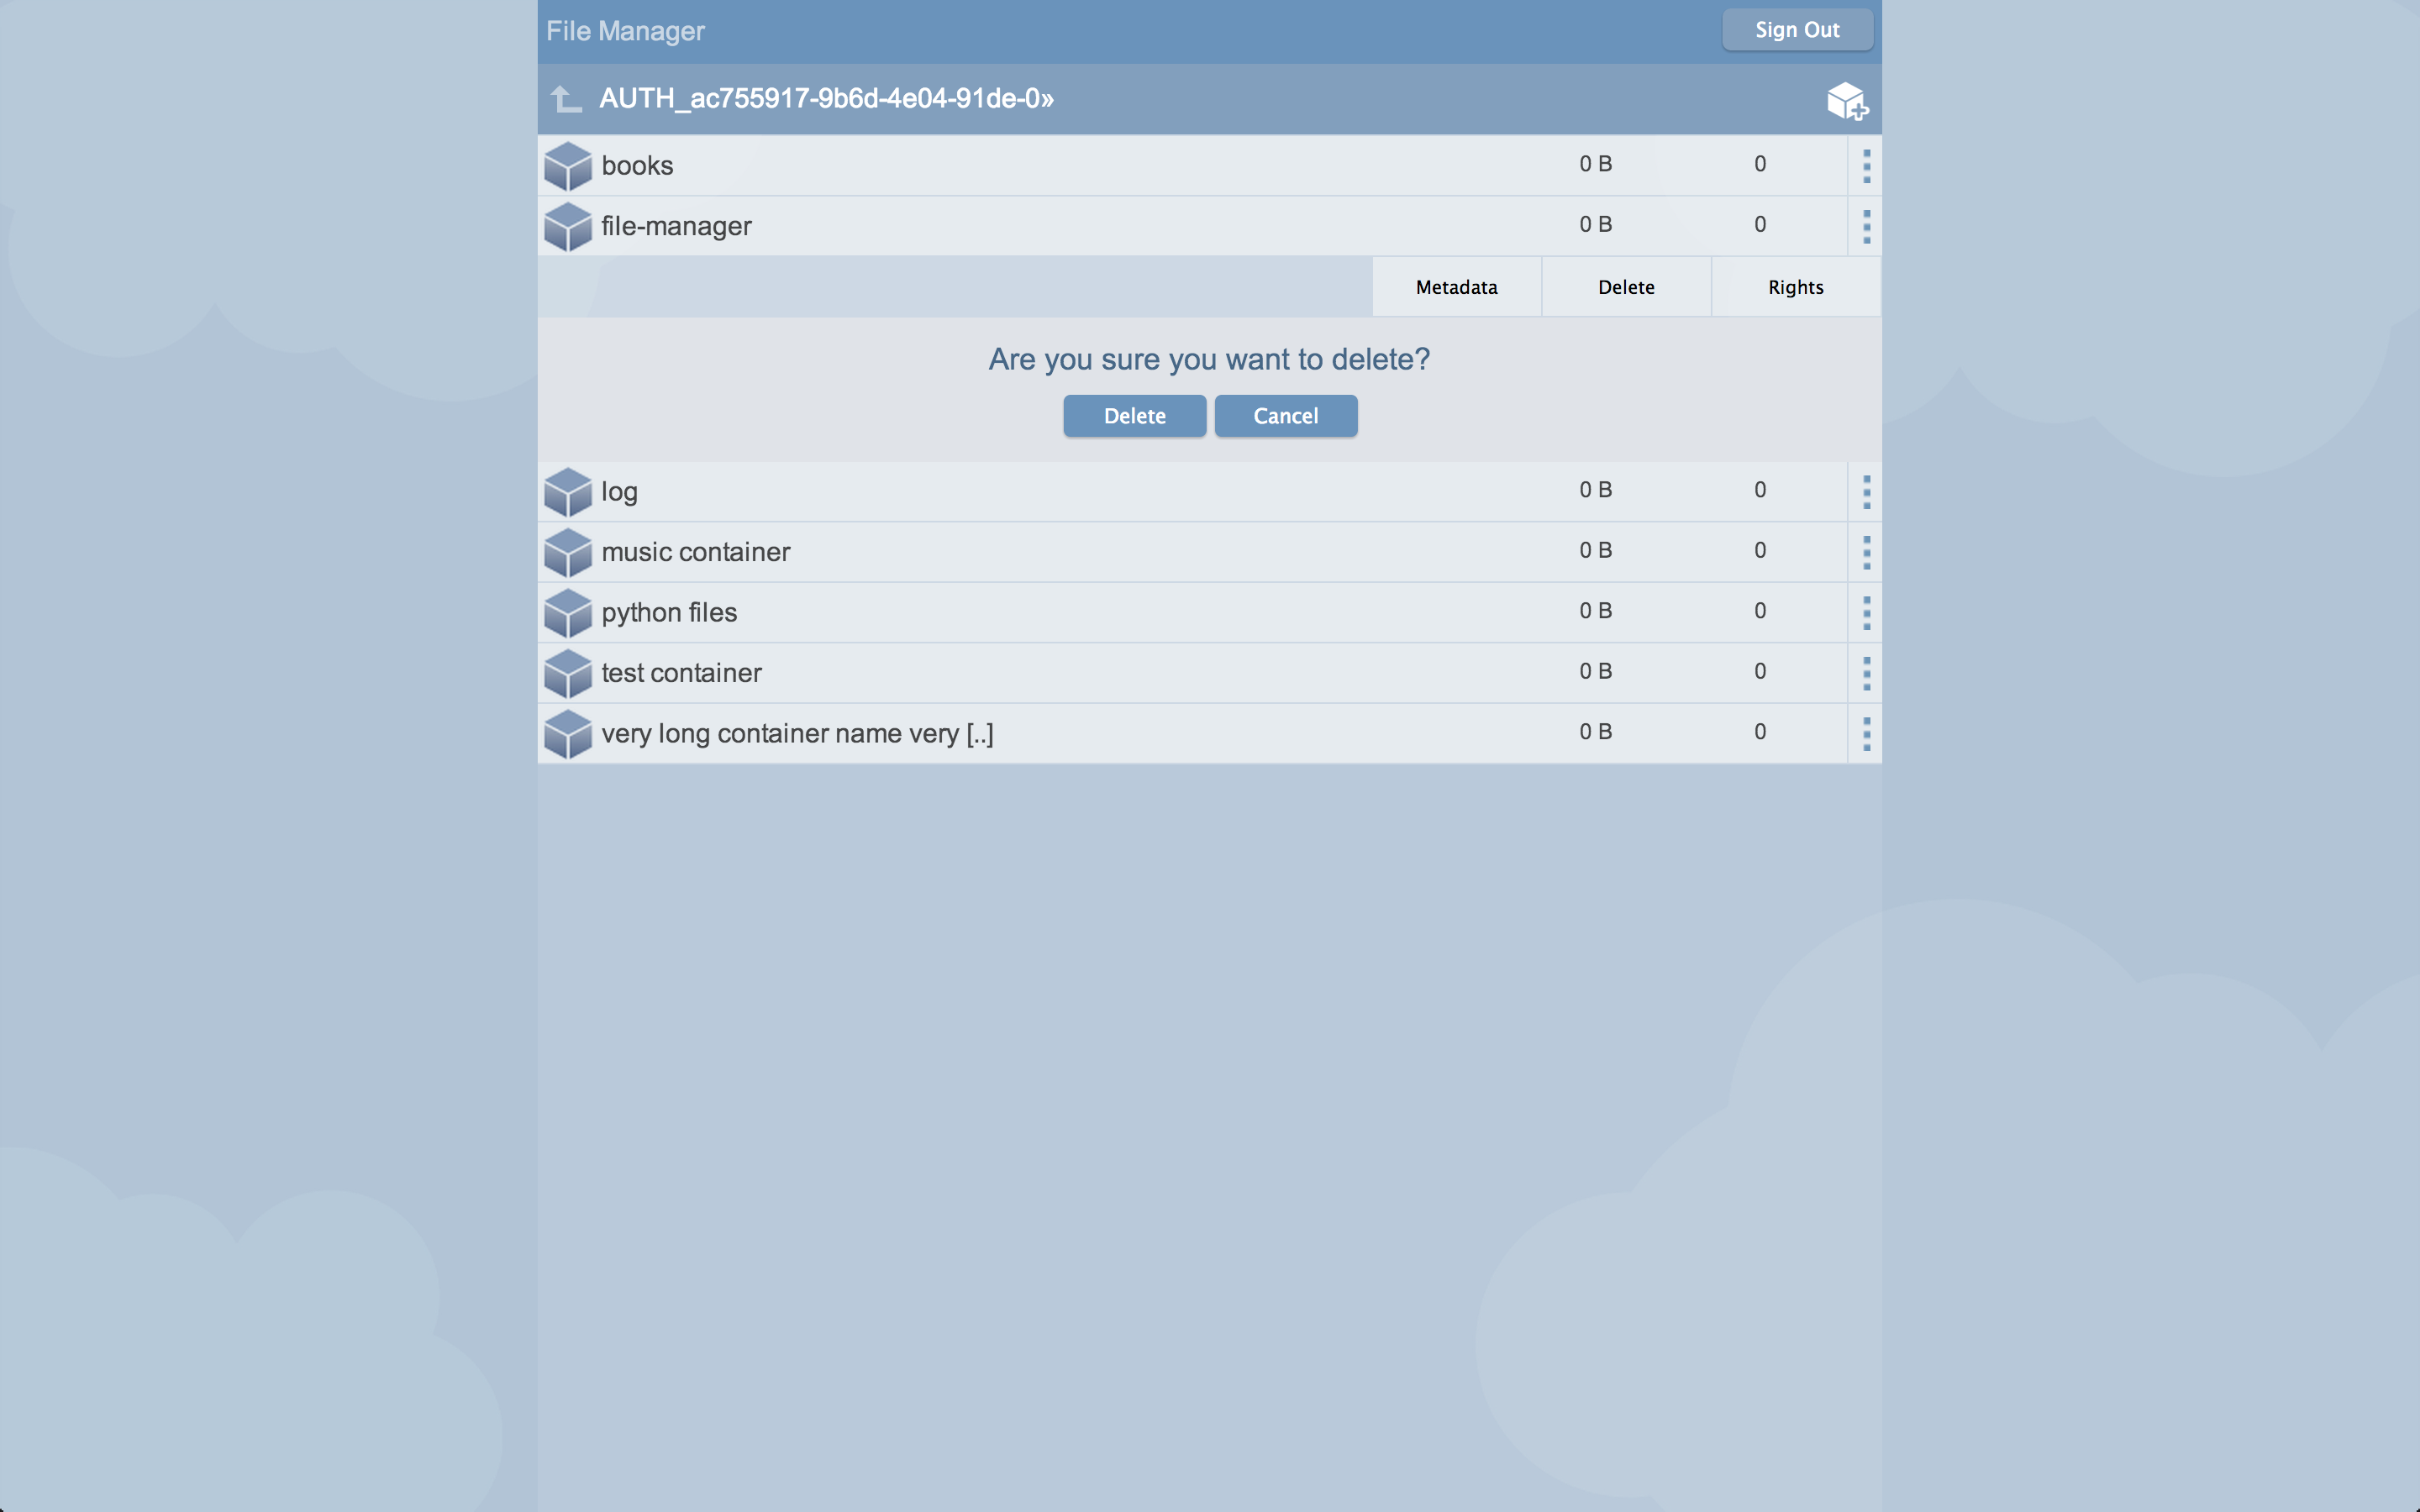 File Manager Sign Out
AUTH_ac755917-9b6d-4e04-91de-0»
books 0 B 0
file-manager 0 B 0
Metadata Delete Rights
Are you sure you want to delete?
Delete Cancel
log 0 B 0
music container 0 B 0
python files 0 B 0
test container 0 B 0
very long container name very [..] 0 B 0